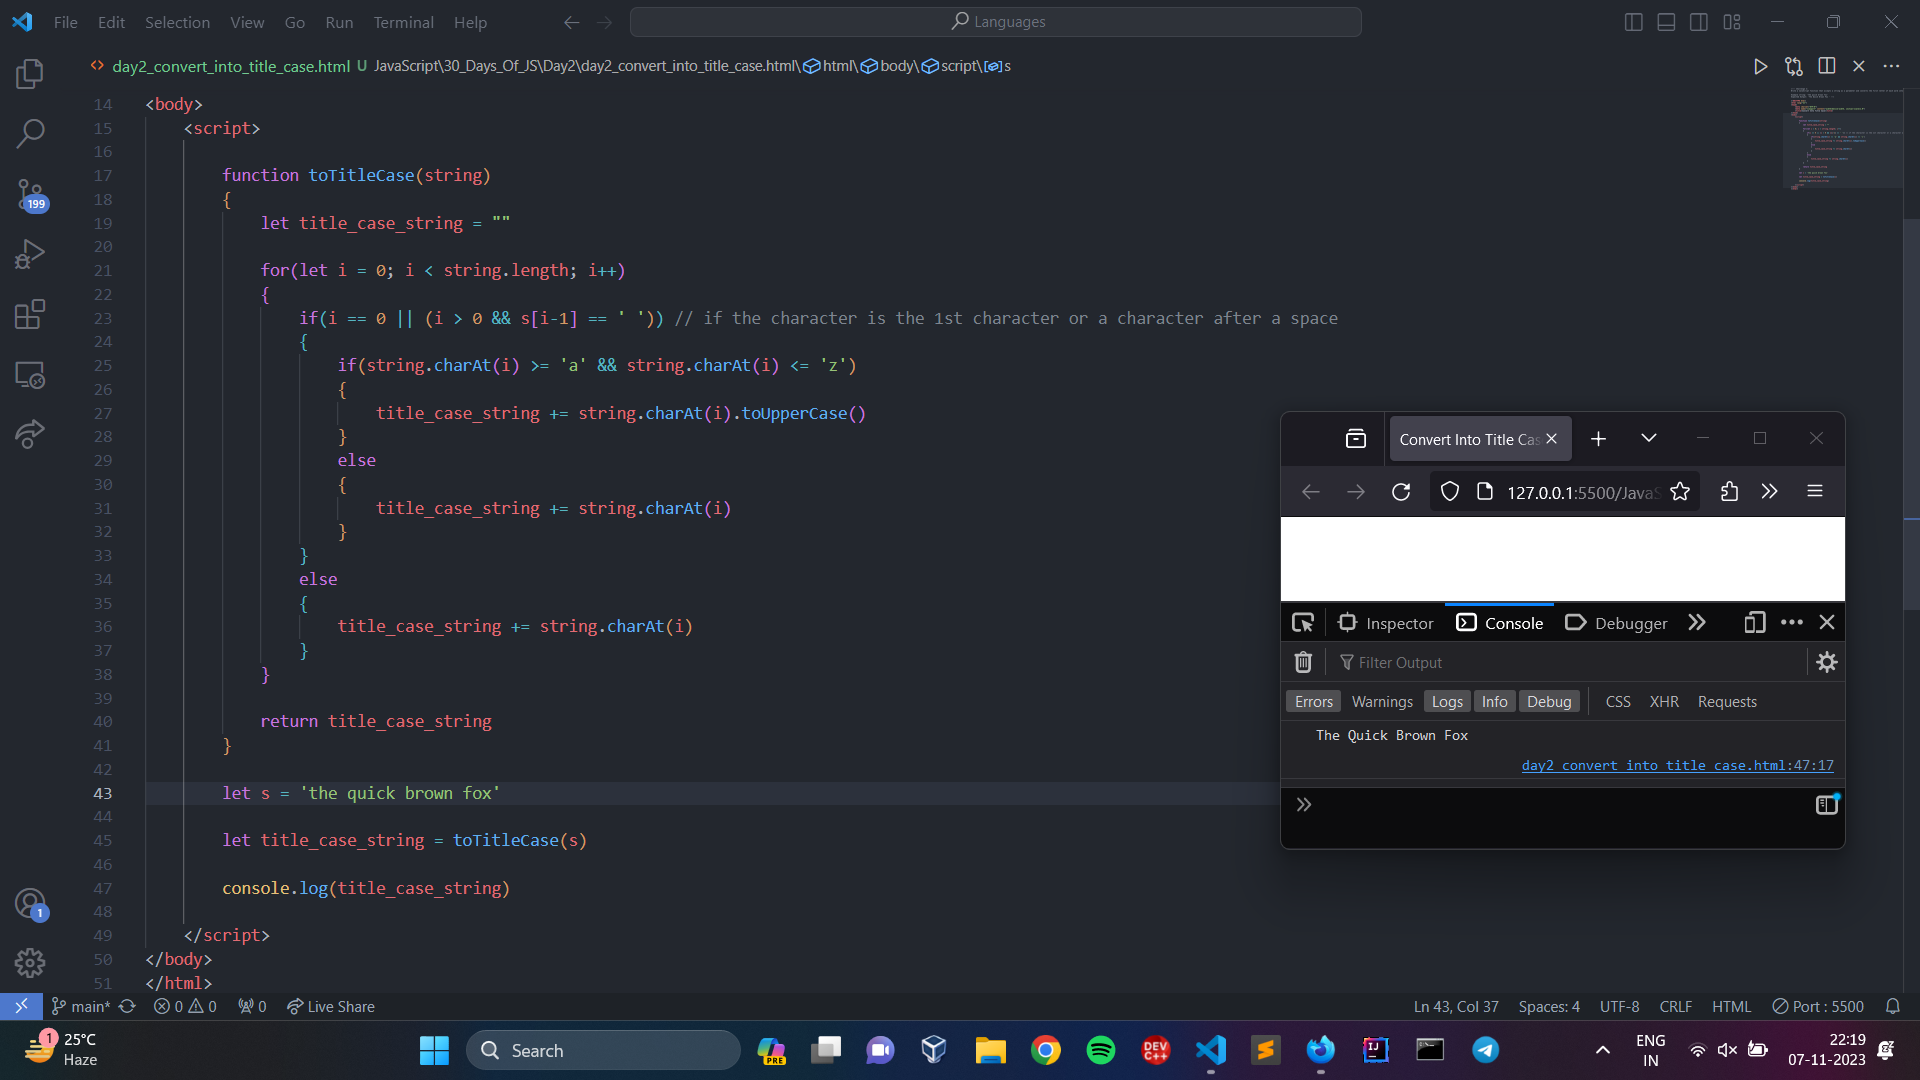 File Edit Selection View Go Run Terminal Help
Languages
day2_convert_into_title_case.html U JavaScript\30_Days_Of_JS\Day2\day2_convert_into_title_case.html\html\body\script\s
14 <body>
15 <script>
16
17 function toTitleCase(string)
18 {
19 let title_case_string = ""
20
21 for(let i = 0; i < string.length; i++)
22 {
23 if(i == 0 || (i > 0 && s[i-1] == ' ')) // if the character is the 1st character or a character after a space
24 {
25 if(string.charAt(i) >= 'a' && string.charAt(i) <= 'z')
26 {
27 title_case_string += string.charAt(i).toUpperCase()
28 }
29 else
30 {
31 title_case_string += string.charAt(i)
32 }
33 }
34 else
35 {
36 title_case_string += string.charAt(i)
37 }
38 }
39
40 return title_case_string
41 }
42
43 let s = 'the quick brown fox'
44
45 let title_case_string = toTitleCase(s)
46
47 console.log(title_case_string)
48
49 </script>
50 </body>
51 </html>
199
1
Convert Into Title Cas
127.0.0.1:5500/JavaS
Inspector Console Debugger
Filter Output
Errors Warnings Logs Info Debug CSS XHR Requests
The Quick Brown Fox
day2_convert_into_title_case.html:47:17
main* 0 0 0 Live Share
Ln 43, Col 37 Spaces: 4 UTF-8 CRLF HTML Port : 5500
1
25°C
Haze
Search
PRE
DEV
C++
IJ
ENG
IN
22:19
07-11-2023